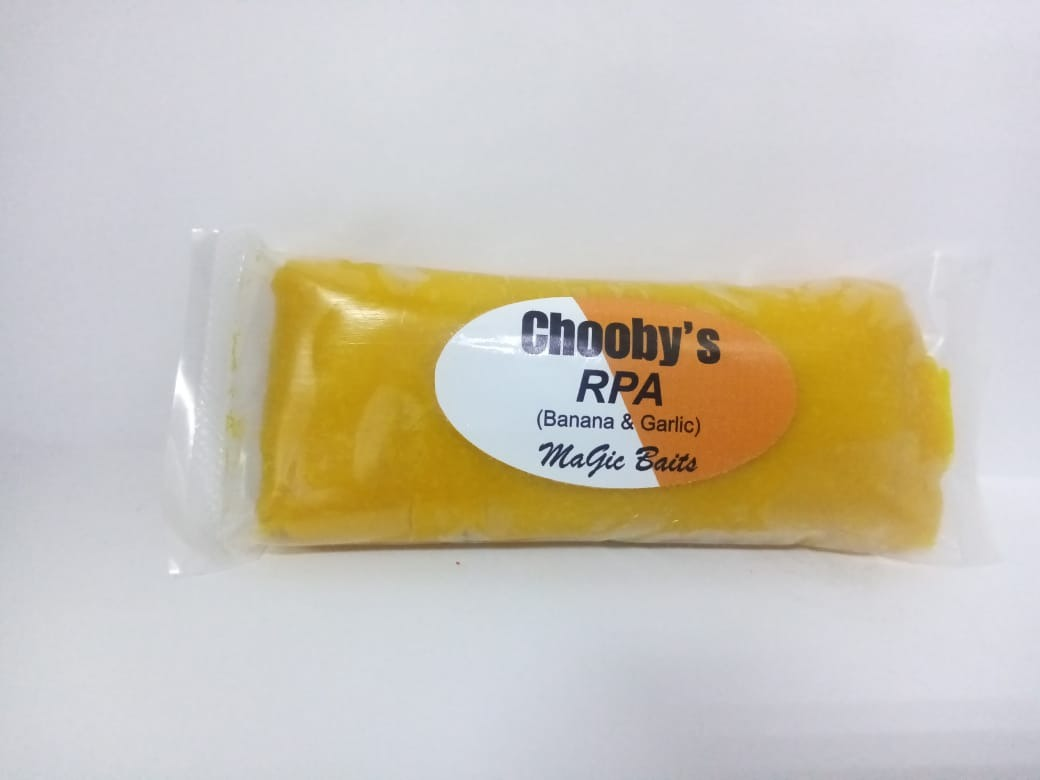 Chooby's
RPA
(Banana & Garlic)
MaGic Baits